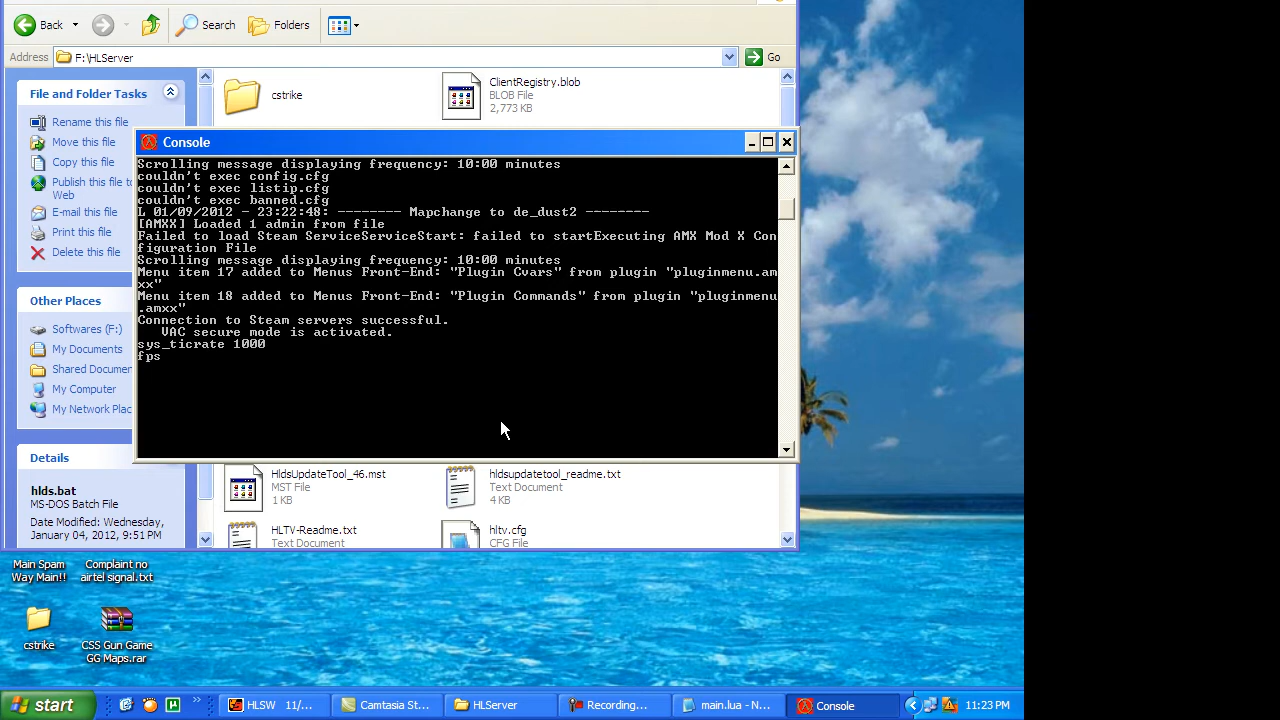 Back
Search
Folders
Address
F:\HLServer
Go
File and Folder Tasks
Rename this file
Move this file
Copy this file
Publish this file to
Web
E-mail this file
Print this file
Delete this file
Other Places
Softwares (F:)
My Documents
Shared Documer
My Computer
My Network Plac
Details
hlds.bat
MS-DOS Batch File
Date Modified: Wednesday,
January 04, 2012, 9:51 PM
cstrike
ClientRegistry.blob
BLOB File
2,773 KB
Console
Scrolling message displaying frequency: 10:00 minutes
couldn't exec config.cfg
couldn't exec listip.cfg
couldn't exec banned.cfg
L 01/09/2012 - 23:22:48: -------- Mapchange to de_dust2 --------
[AMXX] Loaded 1 admin from file
Failed to load Steam ServiceServiceStart: failed to startExecuting AMX Mod X Con
figuration File
Scrolling message displaying frequency: 10:00 minutes
Menu item 17 added to Menus Front-End: "Plugin Cvars" from plugin "pluginmenu.am
xx"
Menu item 18 added to Menus Front-End: "Plugin Commands" from plugin "pluginmenu
.amxx"
Connection to Steam servers successful.
VAC secure mode is activated.
sys_ticrate 1000
fps
HldsUpdateTool_46.mst
MST File
1 KB
hldsupdatetool_readme.txt
Text Document
4 KB
HLTV-Readme.txt
Text Document
hltv.cfg
CFG File
Main Spam
Way Main!!
Complaint no
airtel signal.txt
cstrike
CSS Gun Game
GG Maps.rar
start
HLSW 11/...
Camtasia St...
HLServer
Recording...
main.lua - N...
Console
11:23 PM